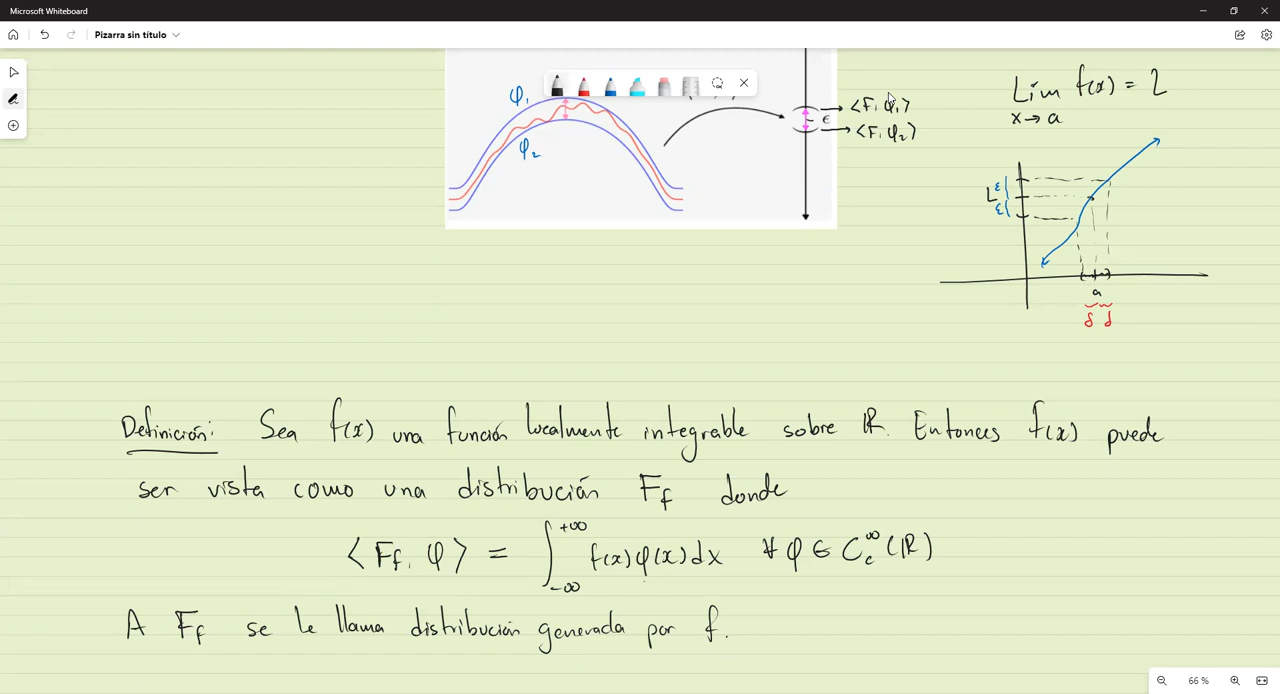 Microsoft Whiteboard
Pizarra sin título
φ₁
φ₂
ϵ
<F, φ₁>
<F, φ₂>
Lím f(x) = L
x → a
ε
L
ε
a
δ δ
Definición: Sea f(x) una función localmente integrable sobre ℝ. Entonces f(x) puede
ser vista como una distribución F_f donde
⟨F_f, φ⟩ = ∫_{-∞}^{+∞} f(x)φ(x)dx ∀ φ ∈ C_c^∞(ℝ)
A F_f se le llama distribución generada por f.
66 %